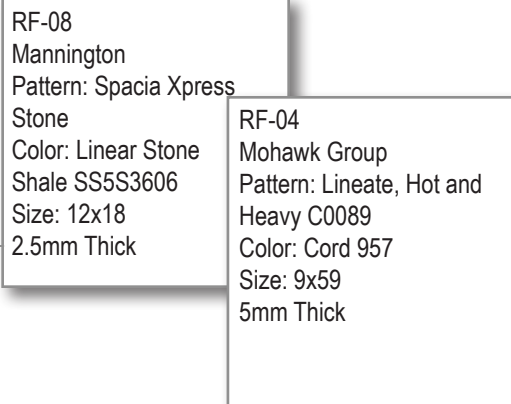 RF-08
Mannington
Pattern: Spacia Xpress
Stone
Color: Linear Stone
Shale SS5S3606
Size: 12x18
2.5mm Thick
RF-04
Mohawk Group
Pattern: Lineate, Hot and
Heavy C0089
Color: Cord 957
Size: 9x59
5mm Thick